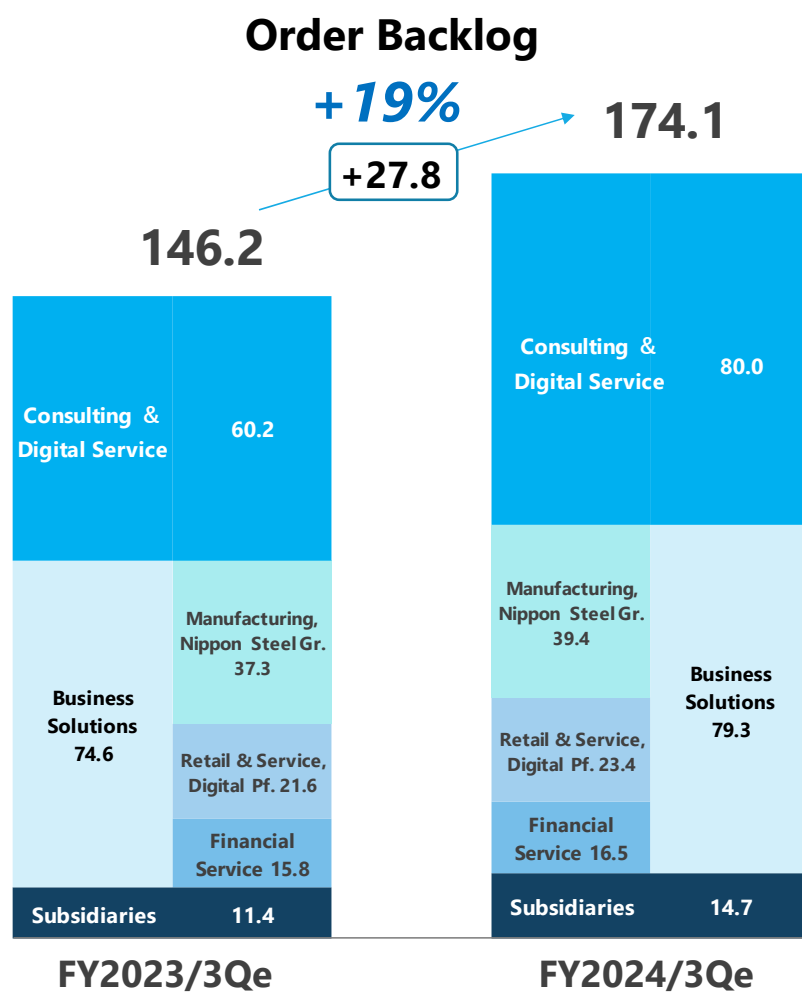 Order Backlog
+19%
+27.8
146.2
174.1
Consulting &
Digital Service
60.2
Business
Solutions
74.6
Manufacturing,
Nippon Steel Gr.
37.3
Retail & Service,
Digital Pf. 21.6
Financial
Service 15.8
Subsidiaries
11.4
FY2023/3Qe
Consulting &
Digital Service
80.0
Manufacturing,
Nippon Steel Gr.
39.4
Retail & Service,
Digital Pf. 23.4
Financial
Service 16.5
Business
Solutions
79.3
Subsidiaries
14.7
FY2024/3Qe